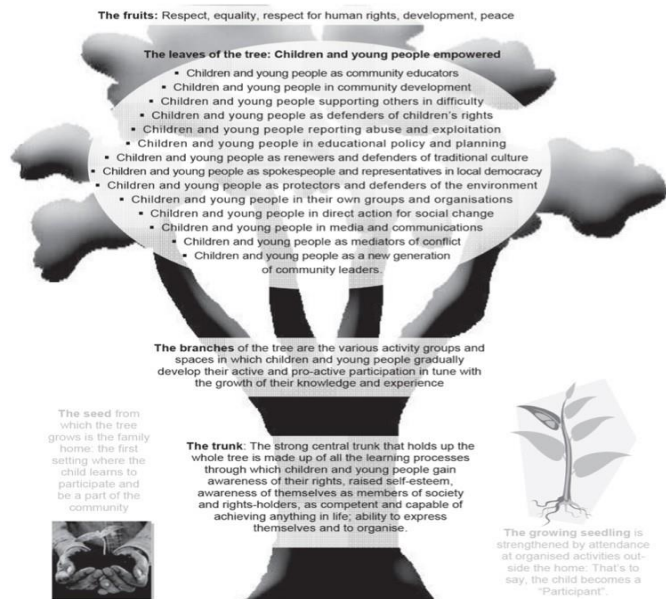 The fruits: Respect, equality, respect for human rights, development, peace
The leaves of the tree: Children and young people empowered
▪ Children and young people as community educators
▪ Children and young people in community development
▪ Children and young people supporting others in difficulty
▪ Children and young people as defenders of children's rights
▪ Children and young people reporting abuse and exploitation
▪ Children and young people in educational policy and planning
▪ Children and young people as renewers and defenders of traditional culture
▪ Children and young people as spokespeople and representatives in local democracy
▪ Children and young people as protectors and defenders of the environment
▪ Children and young people in their own groups and organisations
▪ Children and young people in direct action for social change
▪ Children and young people in media and communications
▪ Children and young people as mediators of conflict
▪ Children and young people as a new generation
of community leaders.
The branches of the tree are the various activity groups and
spaces in which children and young people gradually
develop their active and pro-active participation in tune with
the growth of their knowledge and experience
The seed from
which the tree
grows is the family
home: the first
setting where the
child learns to
participate and
be a part of the
community
The trunk: The strong central trunk that holds up the
whole tree is made up of all the learning processes
through which children and young people gain
awareness of their rights, raised self-esteem,
awareness of themselves as members of society
and rights-holders, as competent and capable of
achieving anything in life; ability to express
themselves and to organise.
The growing seedling is
strengthened by attendance
at organised activities out-
side the home: That's to
say, the child becomes a
"Participant".